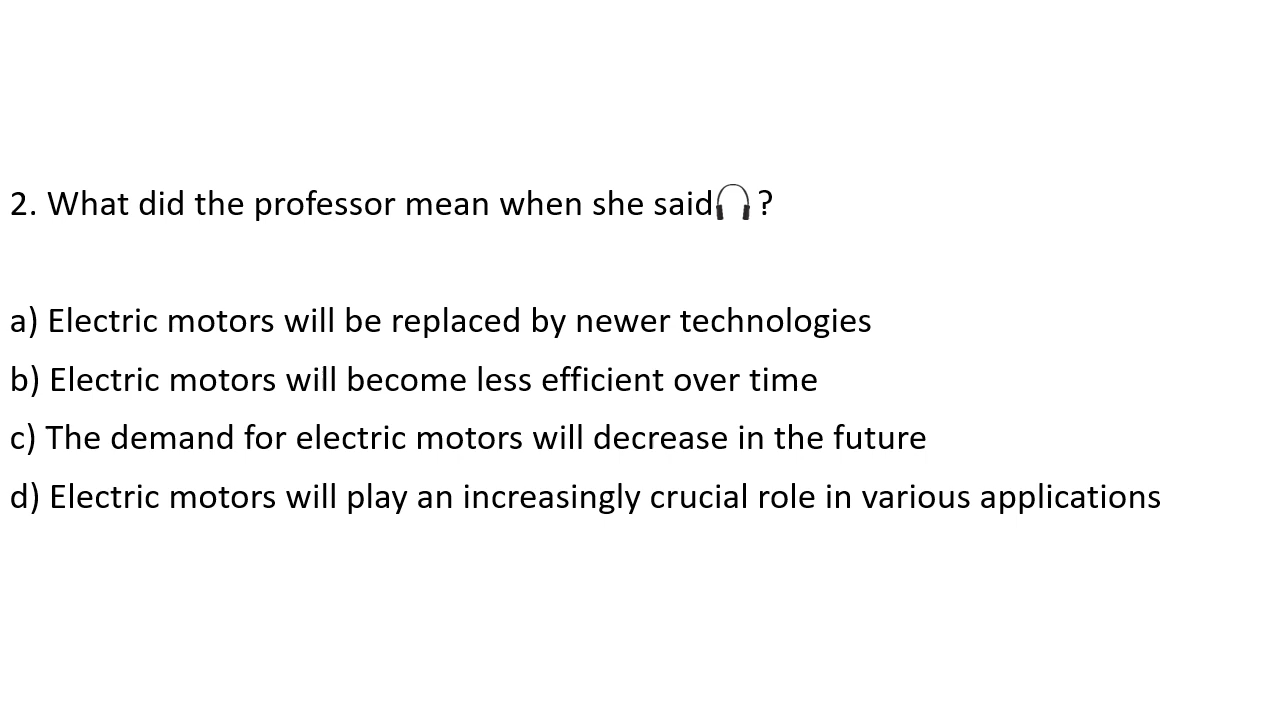 2. What did the professor mean when she said ?
a) Electric motors will be replaced by newer technologies
b) Electric motors will become less efficient over time
c) The demand for electric motors will decrease in the future
d) Electric motors will play an increasingly crucial role in various applications